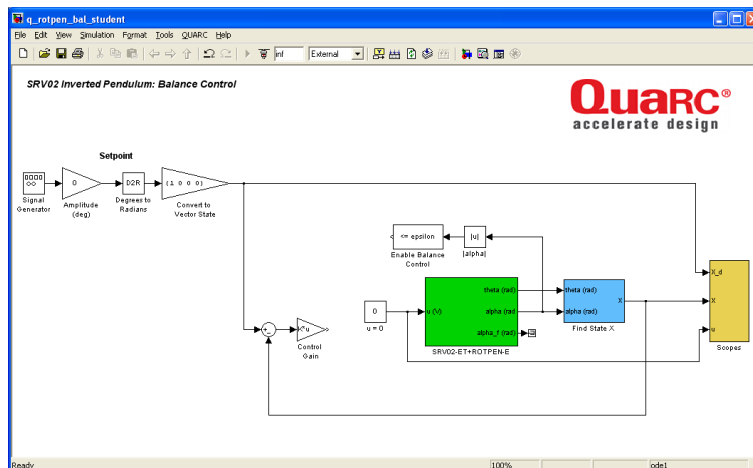 q_rotpen_bal_student
File Edit View Simulation Format Tools QUARC Help
inf External
SRV02 Inverted Pendulum: Balance Control
QUARC®
accelerate design
Setpoint
0
D2R
[1 0 0 0]
Signal
Generator
Amplitude
(deg)
Degrees to
Radians
Convert to
Vector State
<= epsilon
|u|
Enable Balance
Control
|alpha|
theta (rad)
theta (rad)
X_d
0
u (V)
alpha (rad
alpha (rad)
X
X
u = 0
K*u
alpha_f (rad)
Find State X
u
Control
Gain
SRV02-ET+ROTPEN-E
Scopes
Ready
100%
ode1